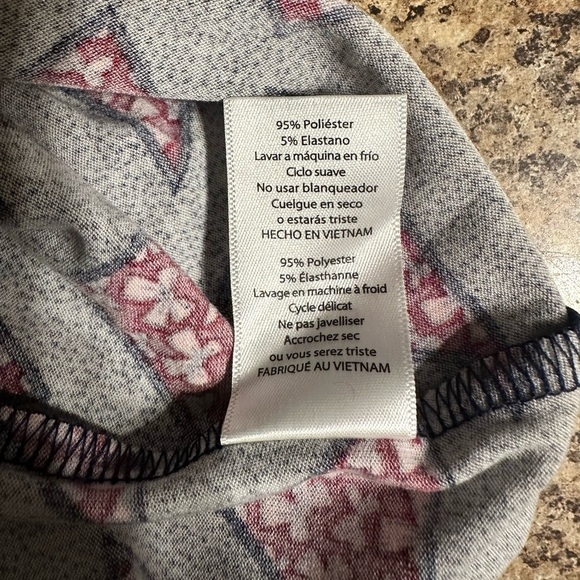 95% Poliéster
5% Elastano
Lavar a máquina en frío
Ciclo suave
No usar blanqueador
Cuelgue en seco
o estarás triste
HECHO EN VIETNAM
95% Polyester
5% Élasthanne
Lavage en machine à froid
Cycle délicat
Ne pas javelliser
Accrochez sec
ou vous serez triste
FABRIQUÉ AU VIETNAM